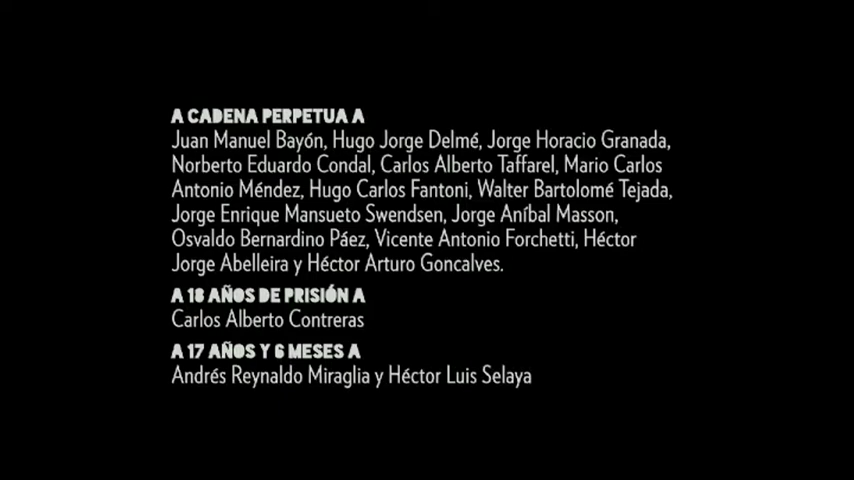 A CADENA PERPETUA A
Juan Manuel Bayón, Hugo Jorge Delmé, Jorge Horacio Granada,
Norberto Eduardo Condal, Carlos Alberto Taffarel, Mario Carlos
Antonio Méndez, Hugo Carlos Fantoni, Walter Bartolomé Tejada,
Jorge Enrique Mansueto Swendsen, Jorge Aníbal Masson,
Osvaldo Bernardino Páez, Vicente Antonio Forchetti, Héctor
Jorge Abelleira y Héctor Arturo Goncalves.
A 18 AÑOS DE PRISIÓN A
Carlos Alberto Contreras
A 17 AÑOS Y 6 MESES A
Andrés Reynaldo Miraglia y Héctor Luis Selaya